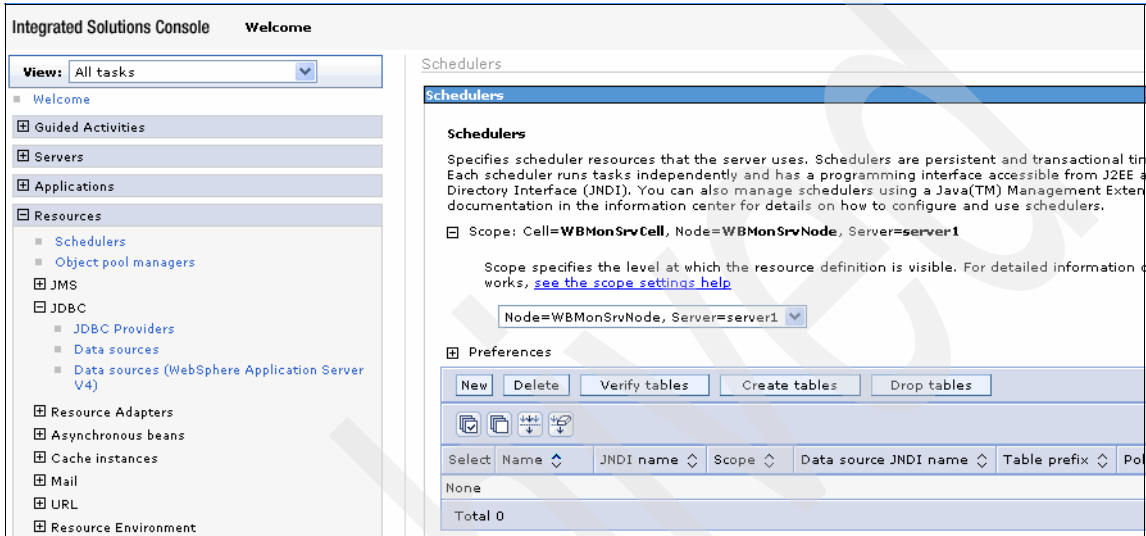 Integrated Solutions Console Welcome
View: All tasks
Welcome
Guided Activities
Servers
Applications
Resources
Schedulers
Object pool managers
JMS
JDBC
JDBC Providers
Data sources
Data sources (WebSphere Application Server
V4)
Resource Adapters
Asynchronous beans
Cache instances
Mail
URL
Resource Environment
Schedulers
Schedulers
Schedulers
Specifies scheduler resources that the server uses. Schedulers are persistent and transactional
Each scheduler runs tasks independently and has a programming interface accessible from J2EE
Directory Interface (JNDI). You can also manage schedulers using a Java(TM) Management
documentation in the information center for details on how to configure and use schedulers.
Scope: Cell=WBMonSrvCell, Node=WBMonSrvNode, Server=server1
Scope specifies the level at which the resource definition is visible. For detailed information
works, see the scope settings help
Node=WBMonSrvNode, Server=server1
Preferences
New Delete Verify tables Create tables Drop tables
Select Name JNDI name Scope Data source JNDI name Table prefix
None
Total 0